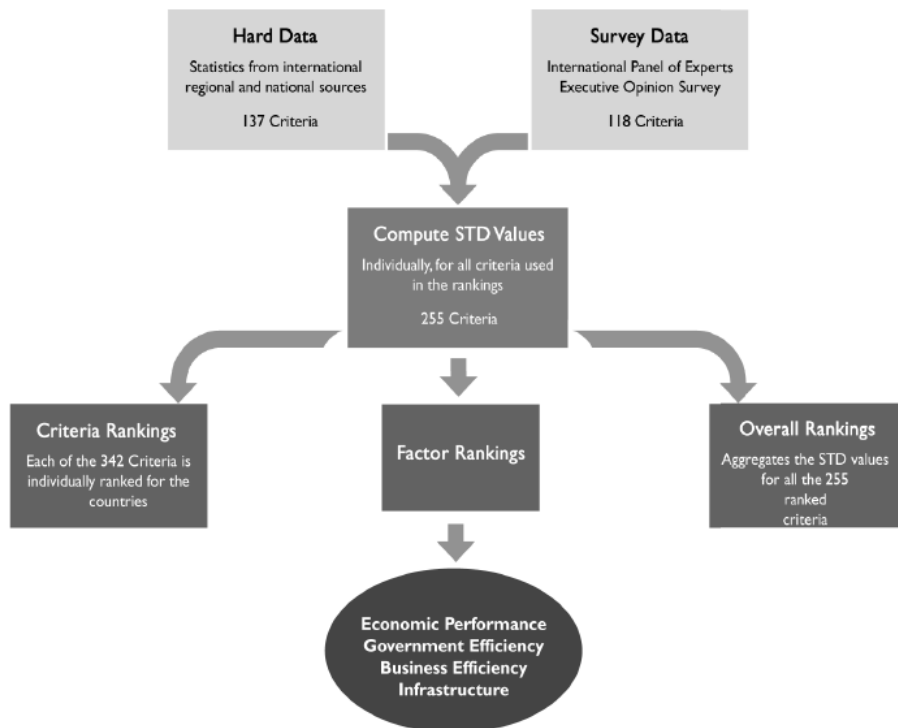 Hard Data
Statistics from international
regional and national sources
137 Criteria
Survey Data
International Panel of Experts
Executive Opinion Survey
118 Criteria
Compute STD Values
Individually, for all criteria used
in the rankings
255 Criteria
Criteria Rankings
Each of the 342 Criteria is
individually ranked for the
countries
Factor Rankings
Overall Rankings
Aggregates the STD values
for all the 255
ranked
criteria
Economic Performance
Government Efficiency
Business Efficiency
Infrastructure